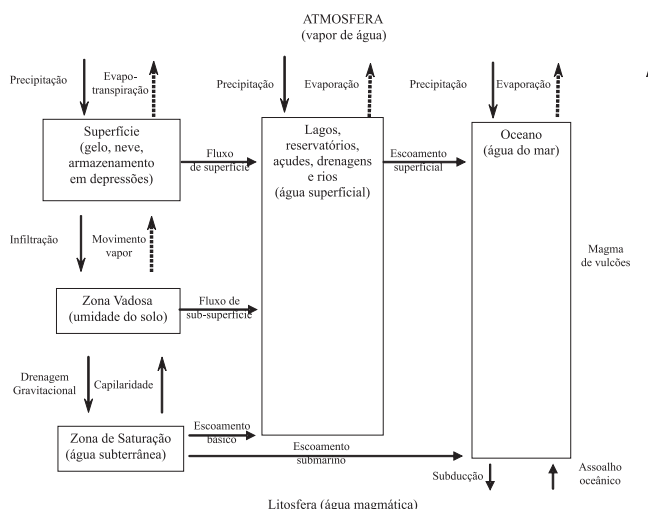 ATMOSFERA
(vapor de água)
Precipitação
Evapo-
transpiração
Precipitação
Evaporação
Precipitação
Evaporação
Superfície
(gelo, neve,
armazenamento
em depressões)
Fluxo
de superfície
Lagos,
reservatórios,
açudes, drenagens
e rios
(água superficial)
Escoamento
superficial
Oceano
(água do mar)
Infiltração
Movimento
vapor
Magma
de vulcões
Zona Vadosa
(umidade do solo)
Fluxo de
sub-superfície
Drenagem
Gravitacional
Capilaridade
Zona de Saturação
(água subterrânea)
Escoamento
básico
Escoamento
submarino
Subducção
Assoalho
oceânico
Litosfera (água magmática)